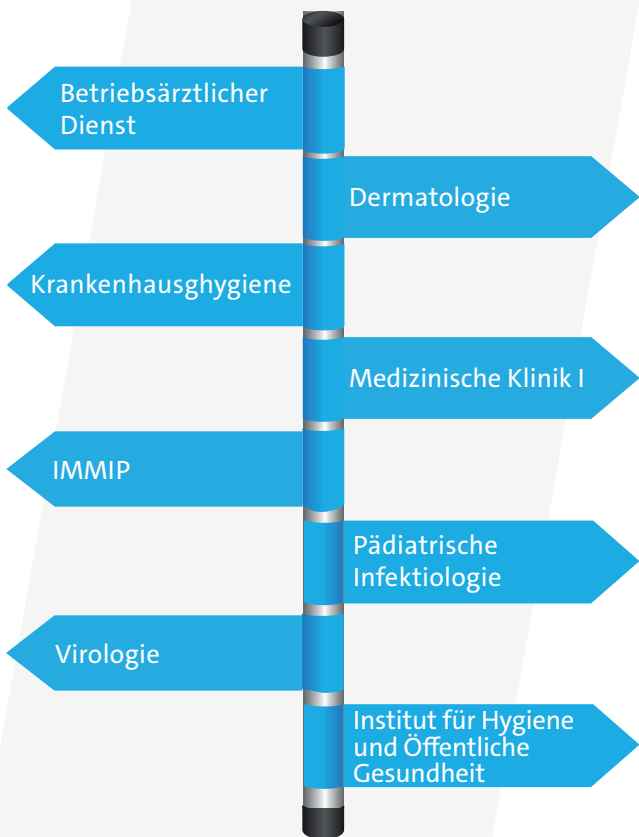 Betriebsärztlicher
Dienst
Dermatologie
Krankenhausghygiene
Medizinische Klinik I
IMMIP
Pädiatrische
Infektiologie
Virologie
Institut für Hygiene
und Öffentliche
Gesundheit